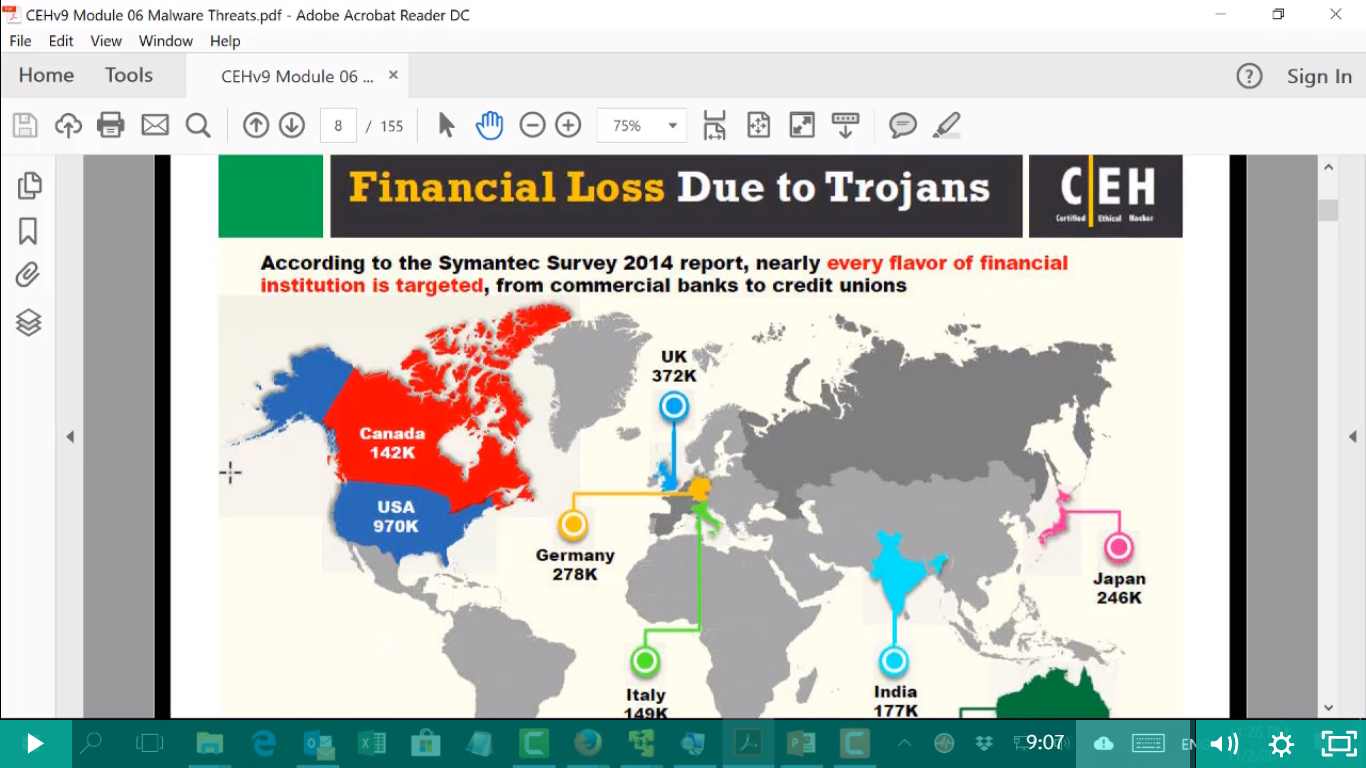 CEHv9 Module 06 Malware Threats.pdf - Adobe Acrobat Reader DC
File Edit View Window Help
Home Tools CEHv9 Module 06 ... × ? Sign In
8 / 155 75%
Financial Loss Due to Trojans
C|EH
Certified Ethical Hacker
According to the Symantec Survey 2014 report, nearly every flavor of financial
institution is targeted, from commercial banks to credit unions
UK
372K
Canada
142K
USA
970K
Germany
278K
Japan
246K
Italy
149K
India
177K
9:07
EN